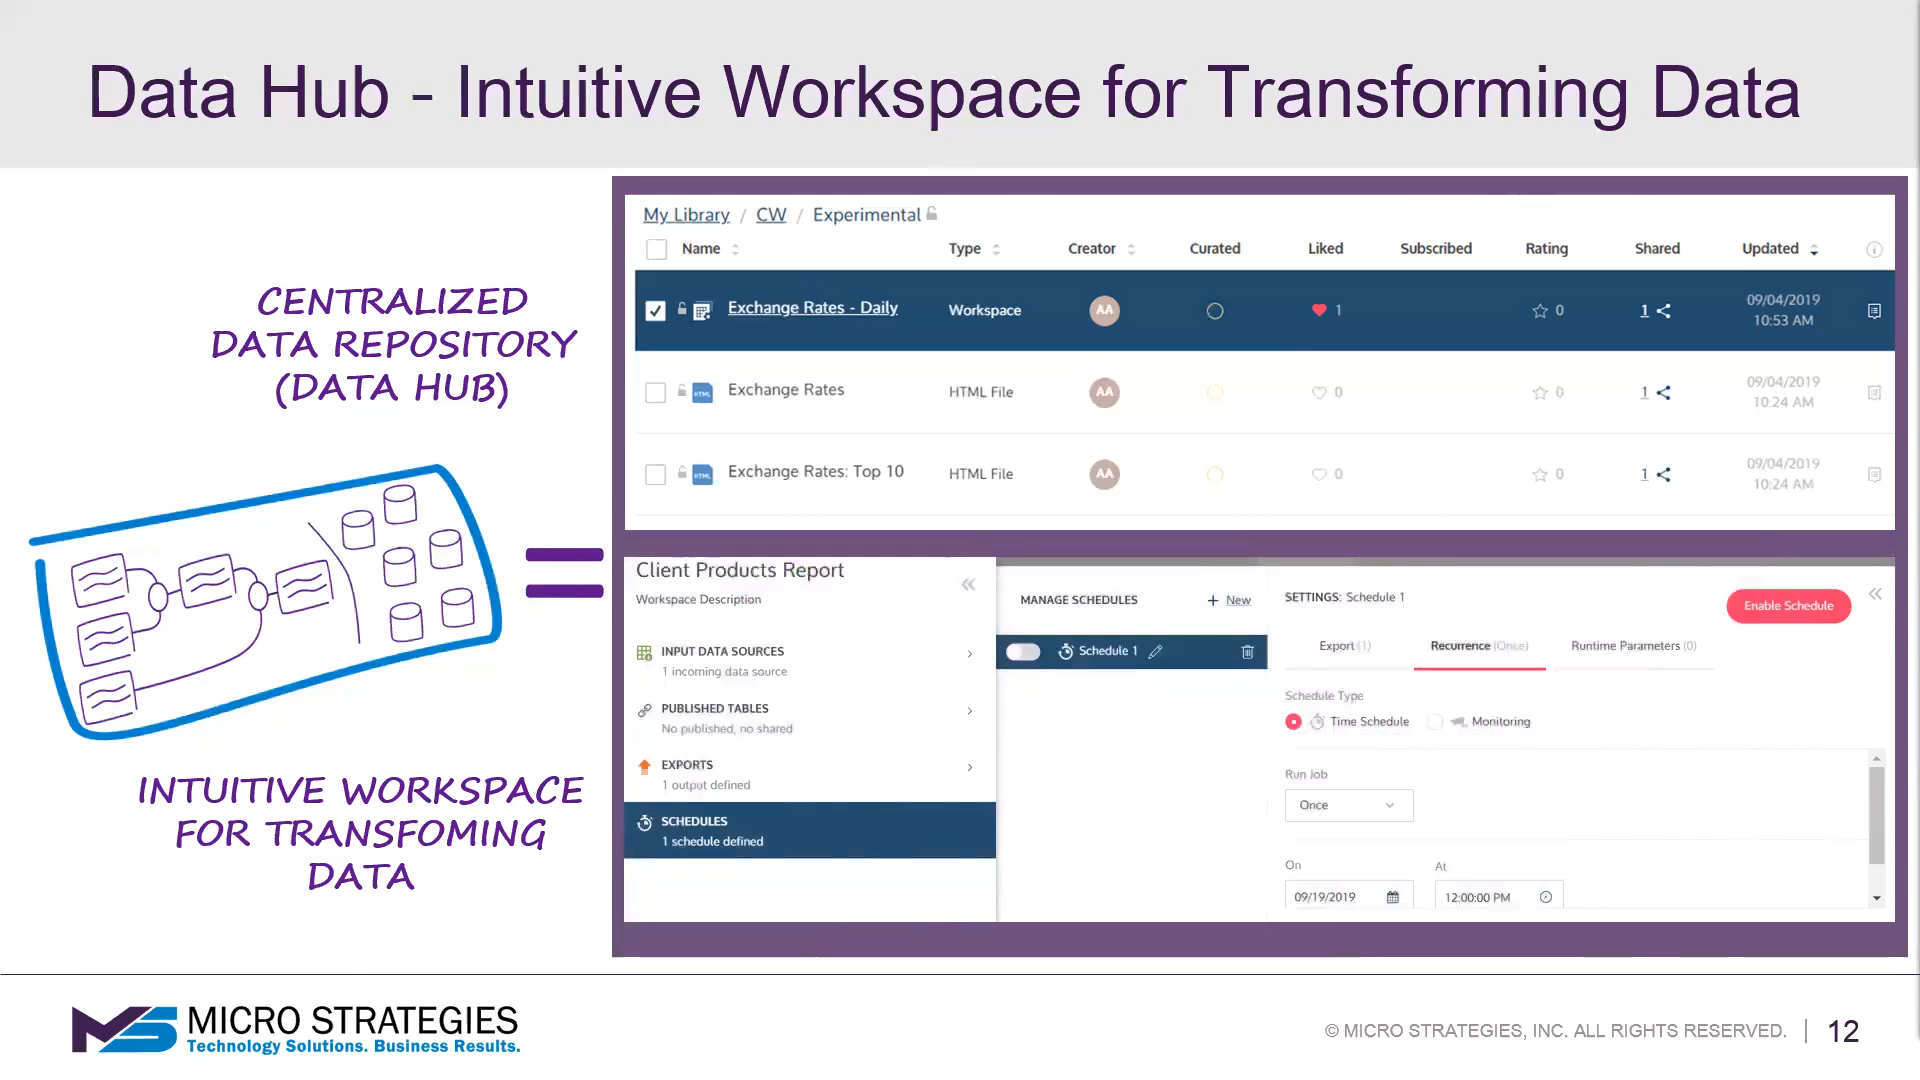 Data Hub - Intuitive Workspace for Transforming Data
CENTRALIZED
DATA REPOSITORY
(DATA HUB)
INTUITIVE WORKSPACE
FOR TRANSFOMING
DATA
My Library / CW / Experimental
Name Type Creator Curated Liked Subscribed Rating Shared Updated
Exchange Rates - Daily Workspace AA 1 0 1 09/04/2019
10:53 AM
HTML Exchange Rates HTML File AA 0 0 1 09/04/2019
10:24 AM
HTML Exchange Rates: Top 10 HTML File AA 0 0 1 09/04/2019
10:24 AM
Client Products Report
Workspace Description
INPUT DATA SOURCES
1 incoming data source
PUBLISHED TABLES
No published, no shared
EXPORTS
1 output defined
SCHEDULES
1 schedule defined
MANAGE SCHEDULES + New
Schedule 1
SETTINGS: Schedule 1
Enable Schedule
Export (1) Recurrence (Once) Runtime Parameters (0)
Schedule Type
Time Schedule Monitoring
Run Job
Once
On At
09/19/2019 12:00:00 PM
MS MICRO STRATEGIES
Technology Solutions. Business Results.
© MICRO STRATEGIES, INC. ALL RIGHTS RESERVED. | 12